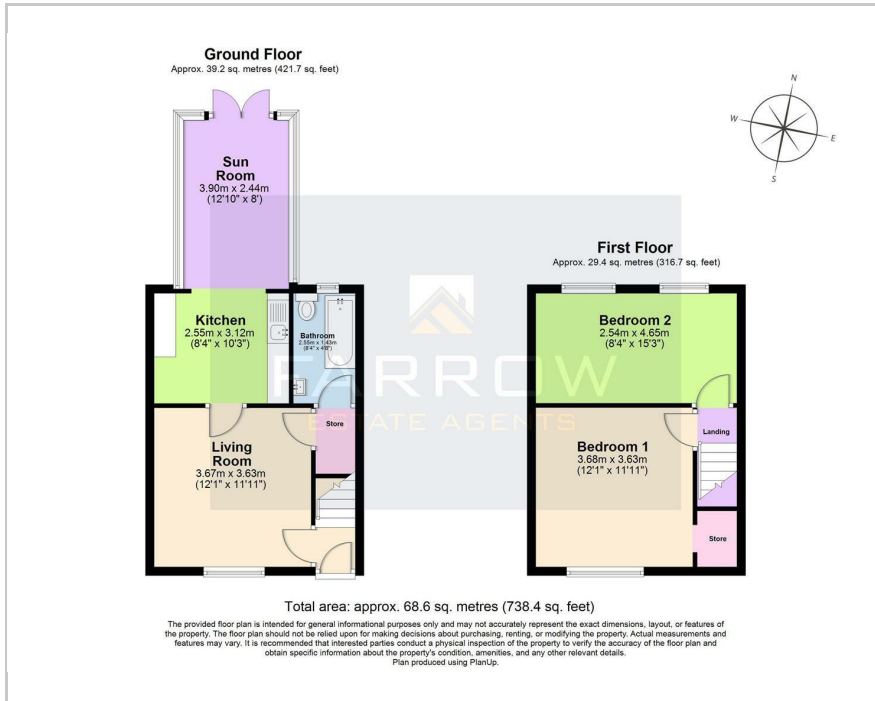 Ground Floor
Approx. 39.2 sq. metres (421.7 sq. feet)
N
W
E
S
Sun
Room
3.90m x 2.44m
(12'10" x 8')
First Floor
Approx. 29.4 sq. metres (316.7 sq. feet)
Kitchen
2.55m x 3.12m
(8'4" x 10'3")
Bathroom
2.55m x 1.43m
(8'4" x 4'8")
Bedroom 2
2.54m x 4.65m
(8'4" x 15'3")
FARROW
ESTATE AGENTS
Store
Living
Room
3.67m x 3.63m
(12'1" x 11'11")
Landing
Bedroom 1
3.68m x 3.63m
(12'1" x 11'11")
Store
Total area: approx. 68.6 sq. metres (738.4 sq. feet)
The provided floor plan is intended for general informational purposes only and may not accurately represent the exact dimensions, layout, or features of
the property. The floor plan should not be relied upon for making decisions about purchasing, renting, or modifying the property. Actual measurements and
features may vary. It is recommended that interested parties conduct a physical inspection of the property to verify the accuracy of the floor plan and
obtain specific information about the property's condition, amenities, and any other relevant details.
Plan produced using PlanUp.